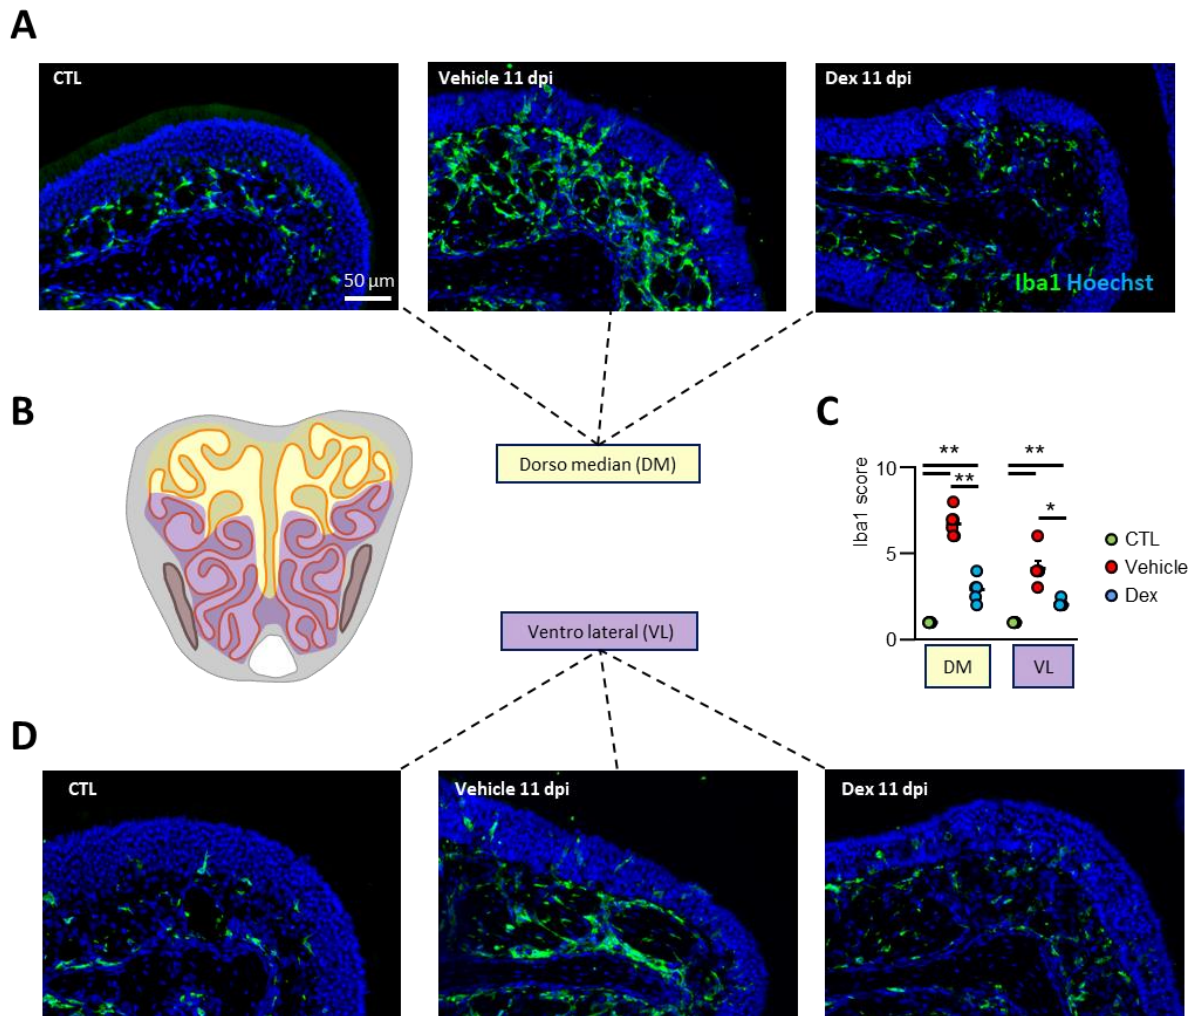 A
CTL
Vehicle 11 dpi
Dex 11 dpi
50 µm
Iba1 Hoechst
B
Dorso median (DM)
Ventro lateral (VL)
C
** **
**
*
10
5
0
Iba1 score
CTL
Vehicle
Dex
DM
VL
D
CTL
Vehicle 11 dpi
Dex 11 dpi